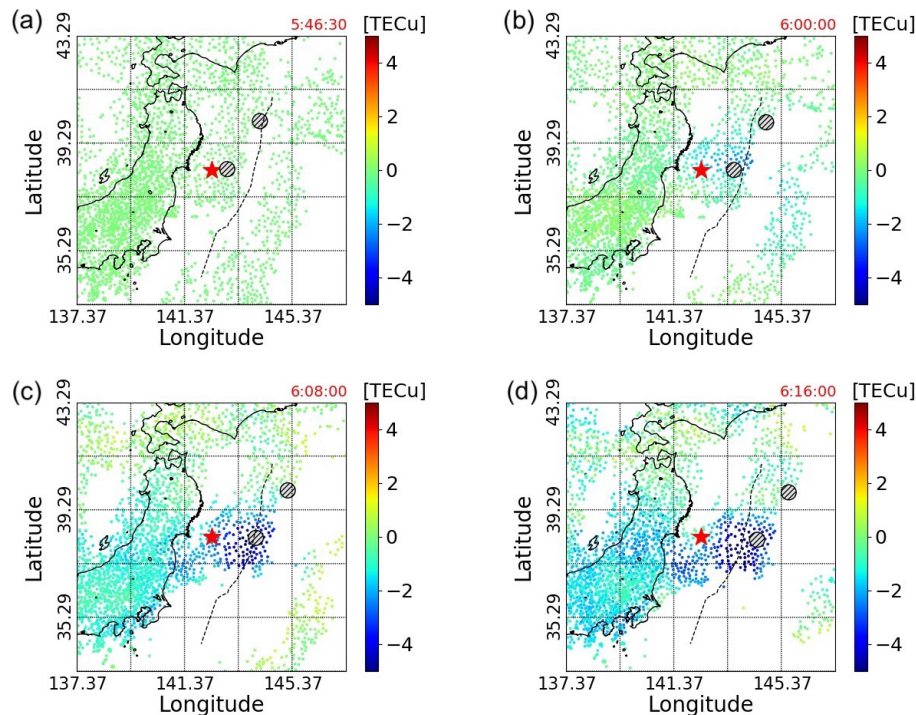 (a) 5:46:30 [TECu]
43.29
39.29
35.29
Latitude
137.37 141.37 145.37
Longitude
4
2
0
−2
−4
(b) 6:00:00 [TECu]
43.29
39.29
35.29
Latitude
137.37 141.37 145.37
Longitude
4
2
0
−2
−4
(c) 6:08:00 [TECu]
43.29
39.29
35.29
Latitude
137.37 141.37 145.37
Longitude
4
2
0
−2
−4
(d) 6:16:00 [TECu]
43.29
39.29
35.29
Latitude
137.37 141.37 145.37
Longitude
4
2
0
−2
−4